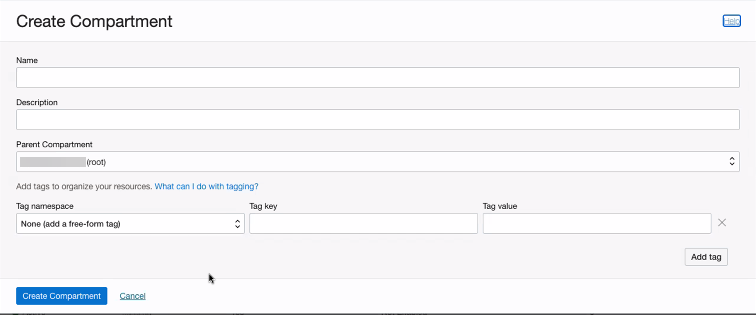 Create Compartment
Help
Name
Description
Parent Compartment
(root)
Add tags to organize your resources. What can I do with tagging?
Tag namespace Tag key Tag value
None (add a free-form tag)
Add tag
Create Compartment Cancel